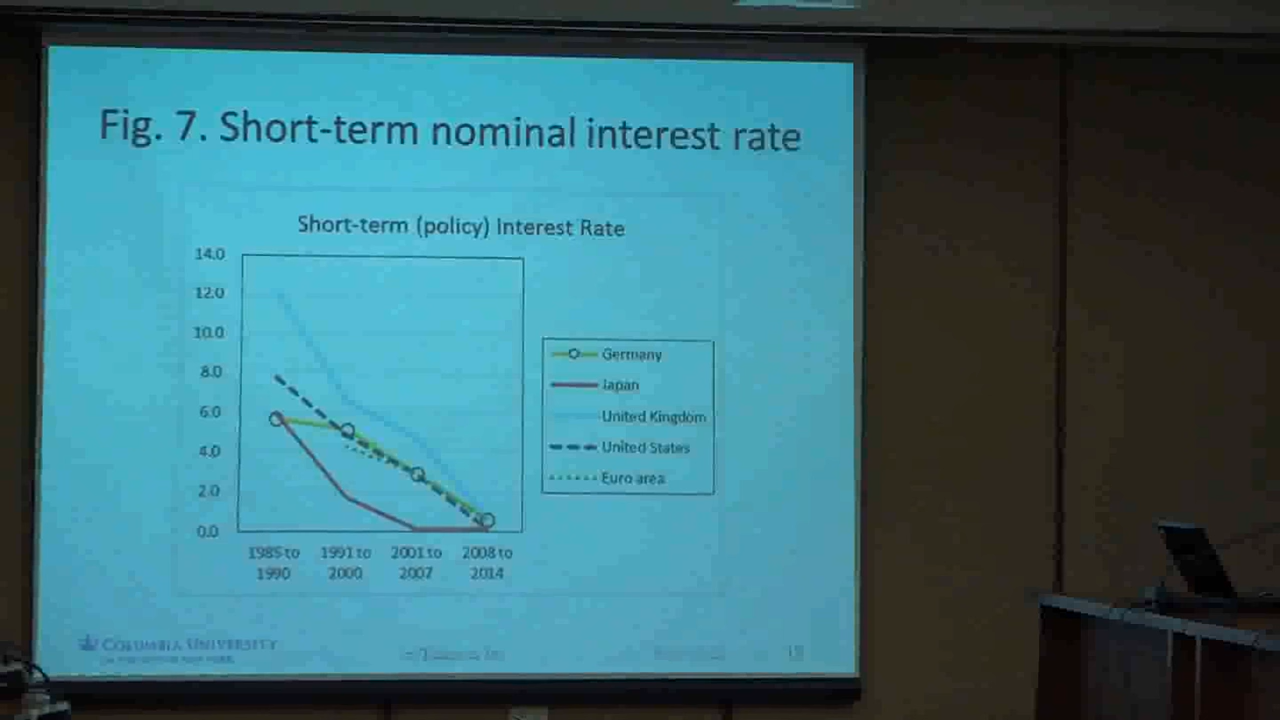 Fig. 7. Short-term nominal interest rate
Short-term (policy) Interest Rate
14.0
12.0
10.0
8.0
6.0
4.0
2.0
0.0
1985 to 1990
1991 to 2000
2001 to 2007
2008 to 2014
Germany
Japan
United Kingdom
United States
Euro area
COLUMBIA UNIVERSITY